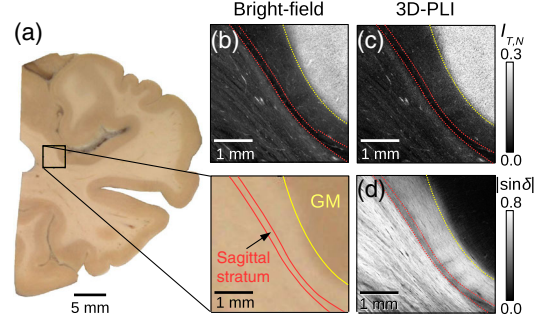 Bright-field
3D-PLI
(a)
(b)
(c)
I_T,N
0.3
0.0
1 mm
1 mm
(d)
|sinδ|
0.8
0.0
GM
Sagittal
stratum
5 mm
1 mm
1 mm